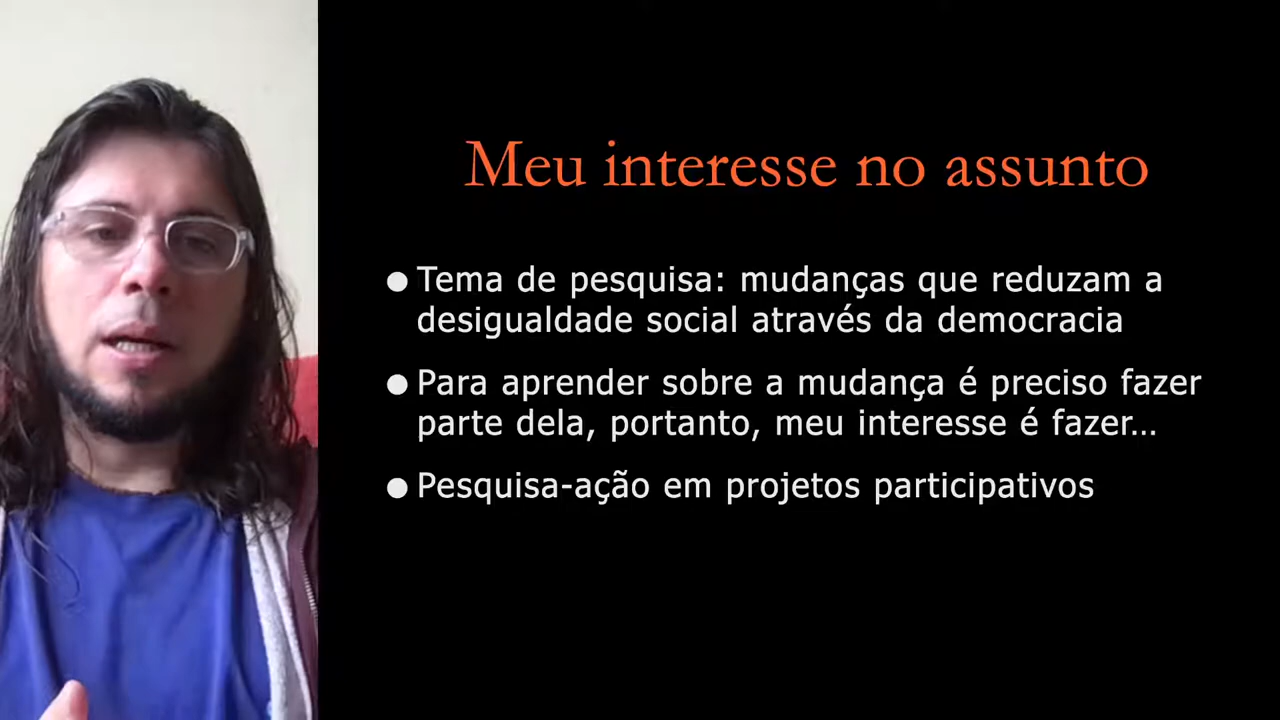 Meu interesse no assunto
● Tema de pesquisa: mudanças que reduzam a
desigualdade social através da democracia
● Para aprender sobre a mudança é preciso fazer
parte dela, portanto, meu interesse é fazer...
● Pesquisa-ação em projetos participativos